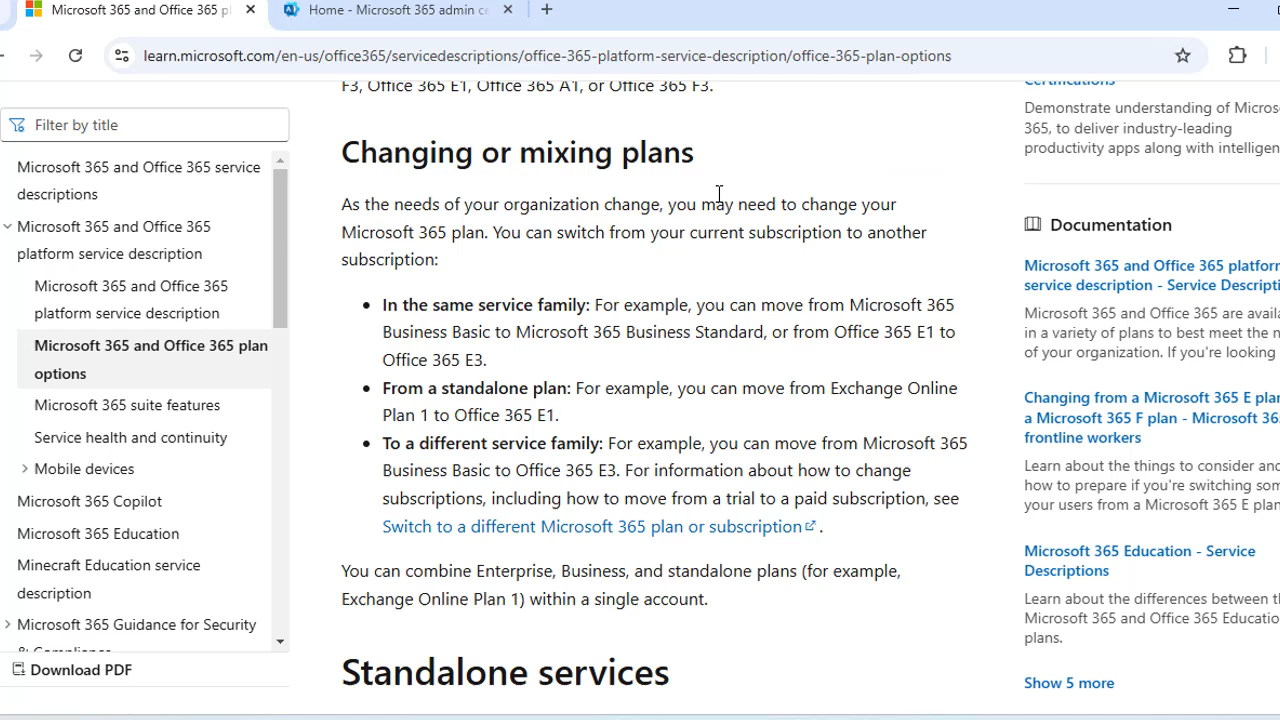 Microsoft 365 and Office 365 pl
Home - Microsoft 365 admin ce
learn.microsoft.com/en-us/office365/servicedescriptions/office-365-platform-service-description/office-365-plan-options
Filter by title
Microsoft 365 and Office 365 service
descriptions
Microsoft 365 and Office 365
platform service description
Microsoft 365 and Office 365
platform service description
Microsoft 365 and Office 365 plan
options
Microsoft 365 suite features
Service health and continuity
Mobile devices
Microsoft 365 Copilot
Microsoft 365 Education
Minecraft Education service
description
Microsoft 365 Guidance for Security
& Compliance
Download PDF
F3, Office 365 E1, Office 365 A1, or Office 365 F3.
Changing or mixing plans
As the needs of your organization change, you may need to change your
Microsoft 365 plan. You can switch from your current subscription to another
subscription:
• In the same service family: For example, you can move from Microsoft 365
Business Basic to Microsoft 365 Business Standard, or from Office 365 E1 to
Office 365 E3.
• From a standalone plan: For example, you can move from Exchange Online
Plan 1 to Office 365 E1.
• To a different service family: For example, you can move from Microsoft 365
Business Basic to Office 365 E3. For information about how to change
subscriptions, including how to move from a trial to a paid subscription, see
Switch to a different Microsoft 365 plan or subscription .
You can combine Enterprise, Business, and standalone plans (for example,
Exchange Online Plan 1) within a single account.
Standalone services
Certifications
Demonstrate understanding of Micros
365, to deliver industry-leading
productivity apps along with intelligen
Documentation
Microsoft 365 and Office 365 platform
service description - Service Descripti
Microsoft 365 and Office 365 are availa
in a variety of plans to best meet the n
of your organization. If you're looking
Changing from a Microsoft 365 E plan
a Microsoft 365 F plan - Microsoft 365
frontline workers
Learn about the things to consider and
how to prepare if you're switching som
your users from a Microsoft 365 E plan
Microsoft 365 Education - Service
Descriptions
Learn about the differences between th
Microsoft 365 and Office 365 Educatio
plans.
Show 5 more